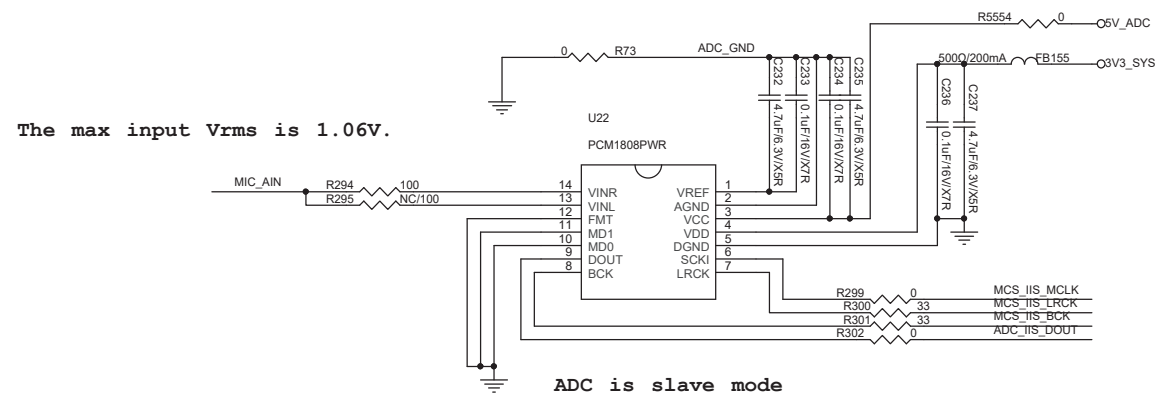 R5554 0 5V_ADC
0 R73 ADC_GND
500Ω/200mA FB155 3V3_SYS
C232 4.7uF/6.3V/X5R
C233 0.1uF/16V/X7R
C234 0.1uF/16V/X7R
C235 4.7uF/6.3V/X5R
C236 0.1uF/16V/X7R
C237 4.7uF/6.3V/X5R
The max input Vrms is 1.06V.
U22
PCM1808PWR
MIC_AIN
R294 100
R295 NC/100
14 VINR VREF 1
13 VINL AGND 2
12 FMT VCC 3
11 MD1 VDD 4
10 MD0 DGND 5
9 DOUT SCKI 6
8 BCK LRCK 7
R299 0 MCS_IIS_MCLK
R300 33 MCS_IIS_LRCK
R301 33 MCS_IIS_BCK
R302 0 ADC_IIS_DOUT
ADC is slave mode